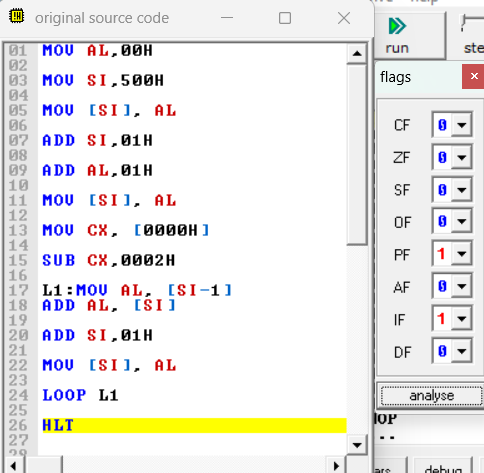 original source code
run
ste
flags
01 MOV AL,00H
02
03 MOV SI,500H
04
05 MOV [SI], AL
06
07 ADD SI,01H
08
09 ADD AL,01H
10
11 MOV [SI], AL
12
13 MOV CX, [0000H]
14
15 SUB CX,0002H
16
17 L1:MOV AL, [SI-1]
18 ADD AL, [SI]
19
20 ADD SI,01H
21
22 MOV [SI], AL
23
24 LOOP L1
25
26 HLT
27
28
CF 0
ZF 0
SF 0
OF 0
PF 1
AF 0
IF 1
DF 0
analyse
debug